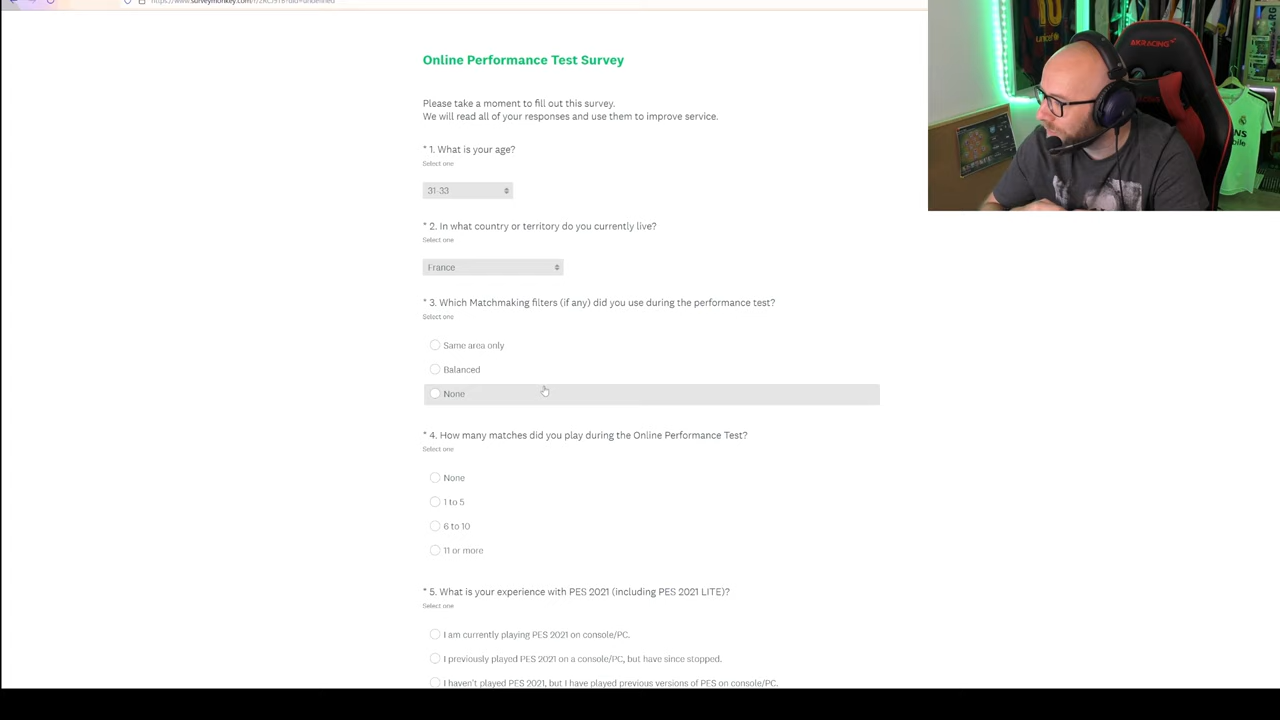 https://www.surveymonkey.com/r/
Online Performance Test Survey
Please take a moment to fill out this survey.
We will read all of your responses and use them to improve service.
* 1. What is your age?
Select one
31-33
* 2. In what country or territory do you currently live?
Select one
France
* 3. Which Matchmaking filters (if any) did you use during the performance test?
Select one
Same area only
Balanced
None
* 4. How many matches did you play during the Online Performance Test?
Select one
None
1 to 5
6 to 10
11 or more
* 5. What is your experience with PES 2021 (including PES 2021 LITE)?
Select one
I am currently playing PES 2021 on console/PC.
I previously played PES 2021 on a console/PC, but have since stopped.
I haven't played PES 2021, but I have played previous versions of PES on console/PC.
10
unicef
AKRACING